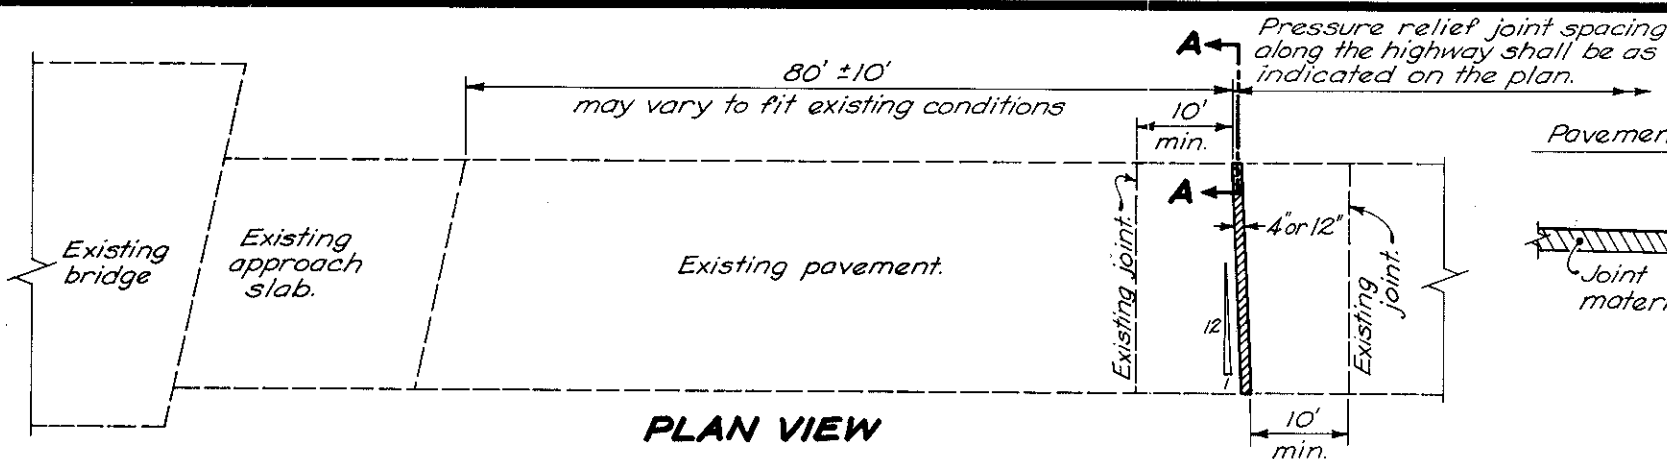 Pressure relief joint spacing
along the highway shall be as
indicated on the plan.
A
80' ±10'
may vary to fit existing conditions
10'
min.
A
Existing
bridge
Existing
approach
slab.
Existing pavement.
Existing joint.
4" or 12"
12
1
Existing
joint.
Joint
10'
min.
PLAN VIEW